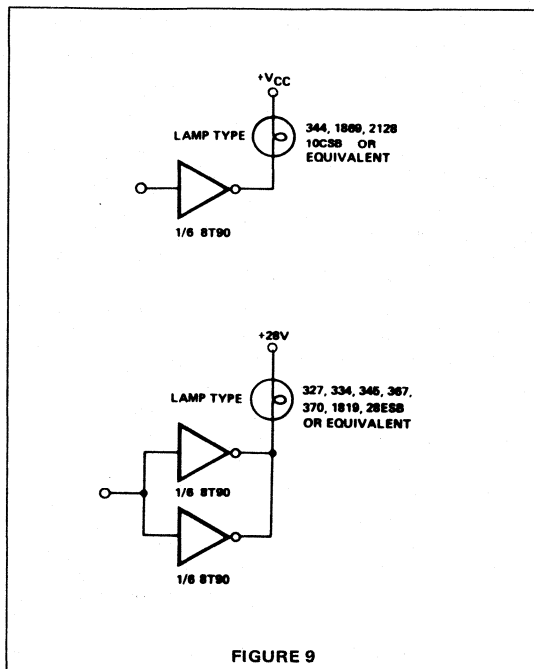 +VCC
LAMP TYPE
344, 1869, 2128
10CSB OR
EQUIVALENT
1/6 8T90
+28V
LAMP TYPE
327, 334, 345, 367,
370, 1819, 28ESB
OR EQUIVALENT
1/6 8T90
1/6 8T90
FIGURE 9